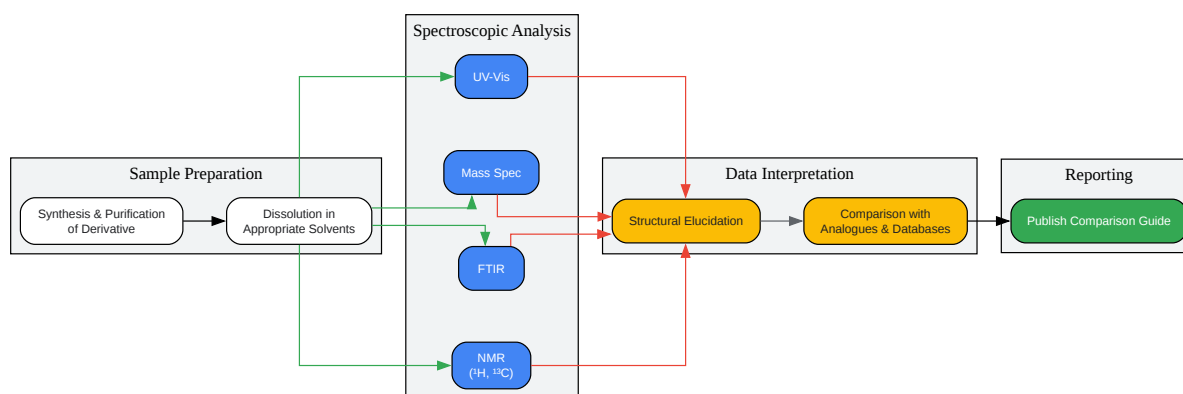 Spectroscopic Analysis
UV-Vis
Mass Spec
FTIR
NMR
(¹H, ¹³C)
Sample Preparation
Synthesis & Purification
of Derivative
Dissolution in
Appropriate Solvents
Data Interpretation
Structural Elucidation
Comparison with
Analogues & Databases
Reporting
Publish Comparison Guide